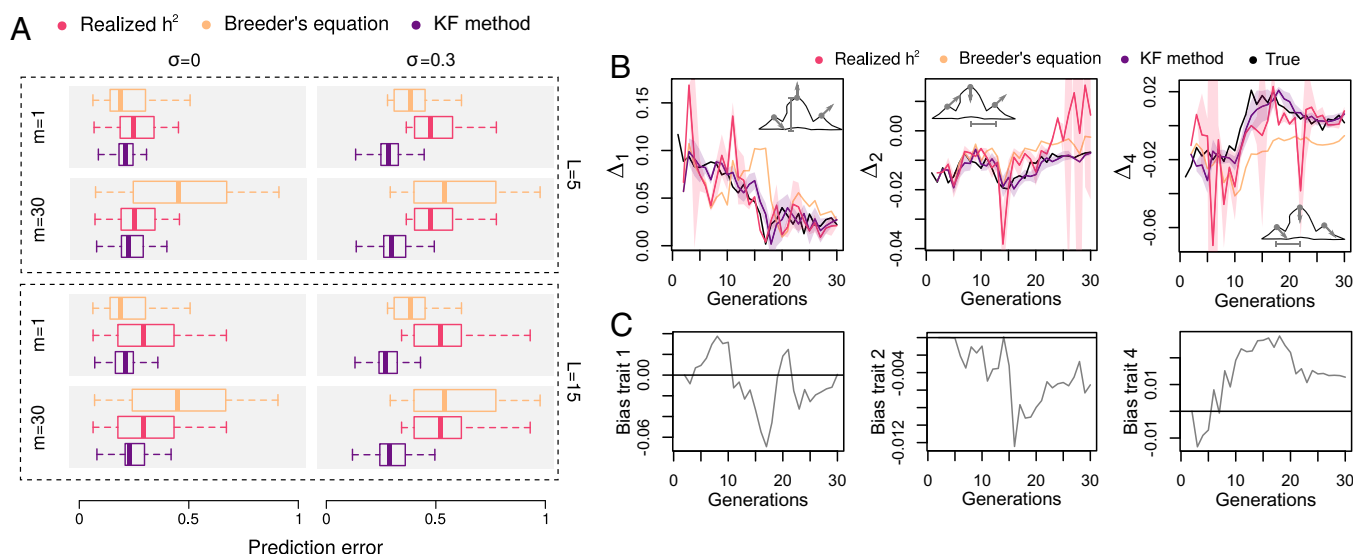 A
Realized h² Breeder's equation KF method
σ=0 σ=0.3
m=1
m=30
L=5
m=1
m=30
L=15
0 0.5 1 0 0.5 1
Prediction error
Realized h² Breeder's equation KF method True
B
Δ1
0.15
0.10
0.05
0.00
0 10 20 30
Generations
Δ2
0.00
-0.02
-0.04
0 10 20 30
Generations
Δ4
0.02
-0.02
-0.06
0 10 20 30
Generations
C
Bias trait 1
0.00
-0.06
0 10 20 30
Generations
Bias trait 2
-0.004
-0.012
0 10 20 30
Generations
Bias trait 4
0.01
-0.01
0 10 20 30
Generations